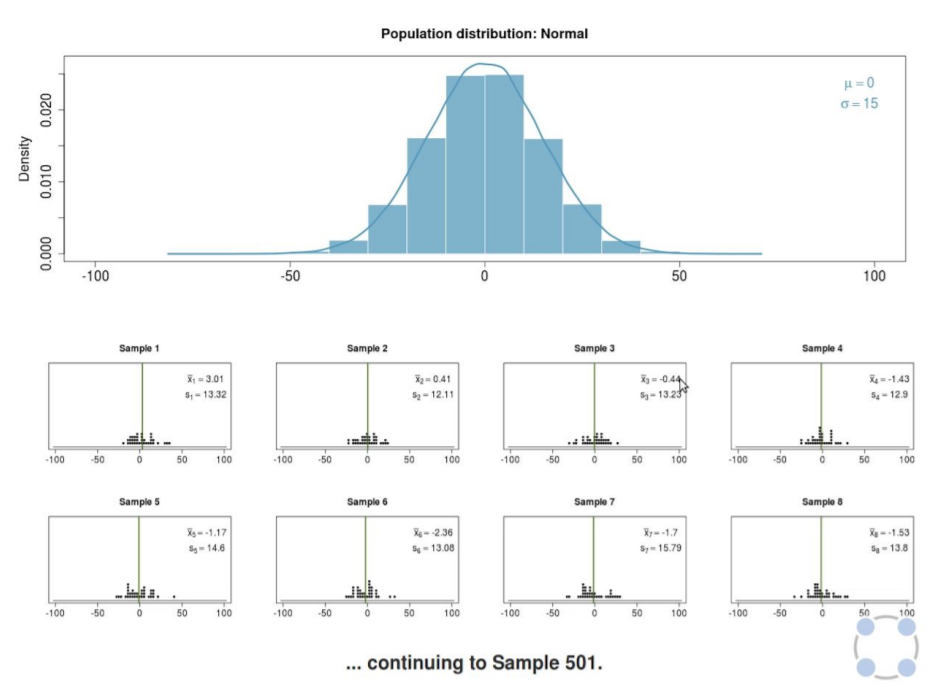 Population distribution: Normal
μ = 0
σ = 15
Density
0.000 0.010 0.020
-100 -50 0 50 100
Sample 1 Sample 2 Sample 3 Sample 4
x̅₁ = 3.01 x̅₂ = 0.41 x̅₃ = -0.44 x̅₄ = -1.43
s₁ = 13.32 s₂ = 12.11 s₃ = 13.23 s₄ = 12.9
-100 -50 0 50 100 -100 -50 0 50 100 -100 -50 0 50 100 -100 -50 0 50 100
Sample 5 Sample 6 Sample 7 Sample 8
x̅₅ = -1.17 x̅₆ = -2.36 x̅₇ = -1.7 x̅₈ = -1.53
s₅ = 14.6 s₆ = 13.08 s₇ = 15.79 s₈ = 13.8
-100 -50 0 50 100 -100 -50 0 50 100 -100 -50 0 50 100 -100 -50 0 50 100
... continuing to Sample 501.